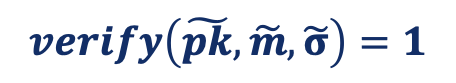 verify(p͠k, m̃, σ̃) = 1